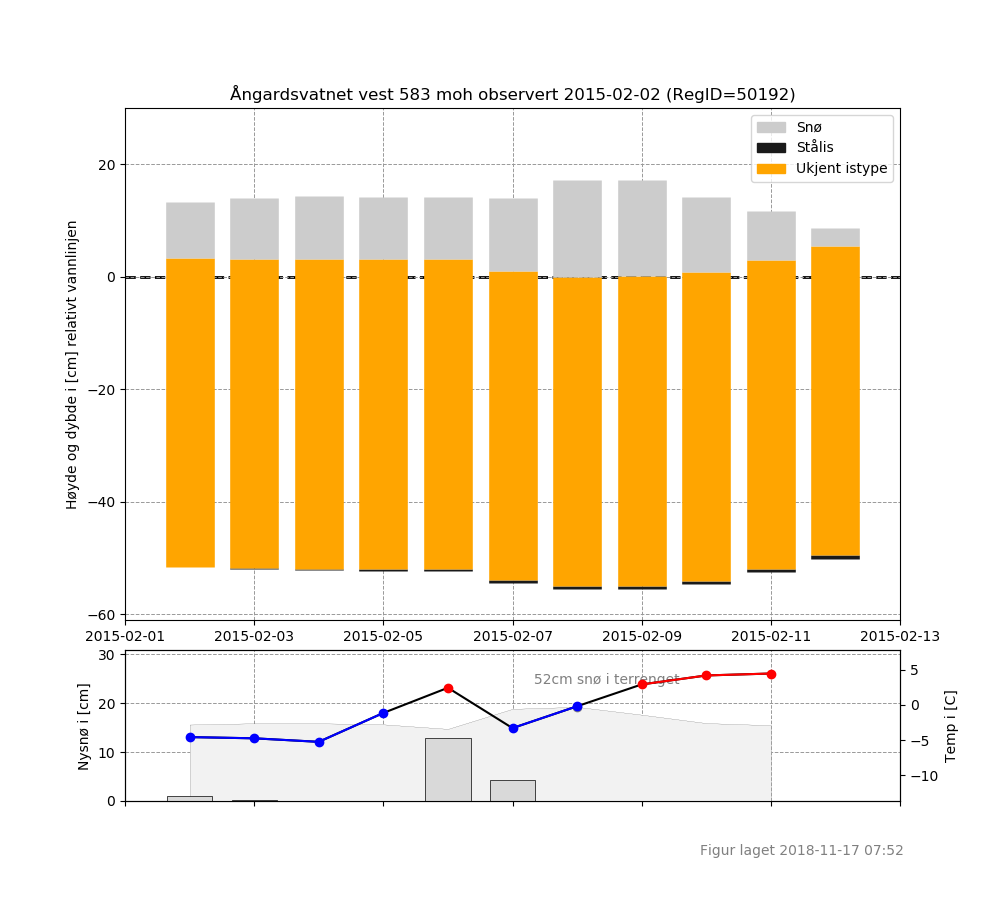 Ångardsvatnet vest 583 moh observert 2015-02-02 (RegID=50192)
Snø
Stålis
Ukjent istype
Høyde og dybde i [cm] relativt vannlinjen
20
0
−20
−40
−60
2015-02-01 2015-02-03 2015-02-05 2015-02-07 2015-02-09 2015-02-11 2015-02-13
Nysnø i [cm]
30
20
10
0
52cm snø i terrenget
5
0
−5
−10
Temp i [C]
Figur laget 2018-11-17 07:52